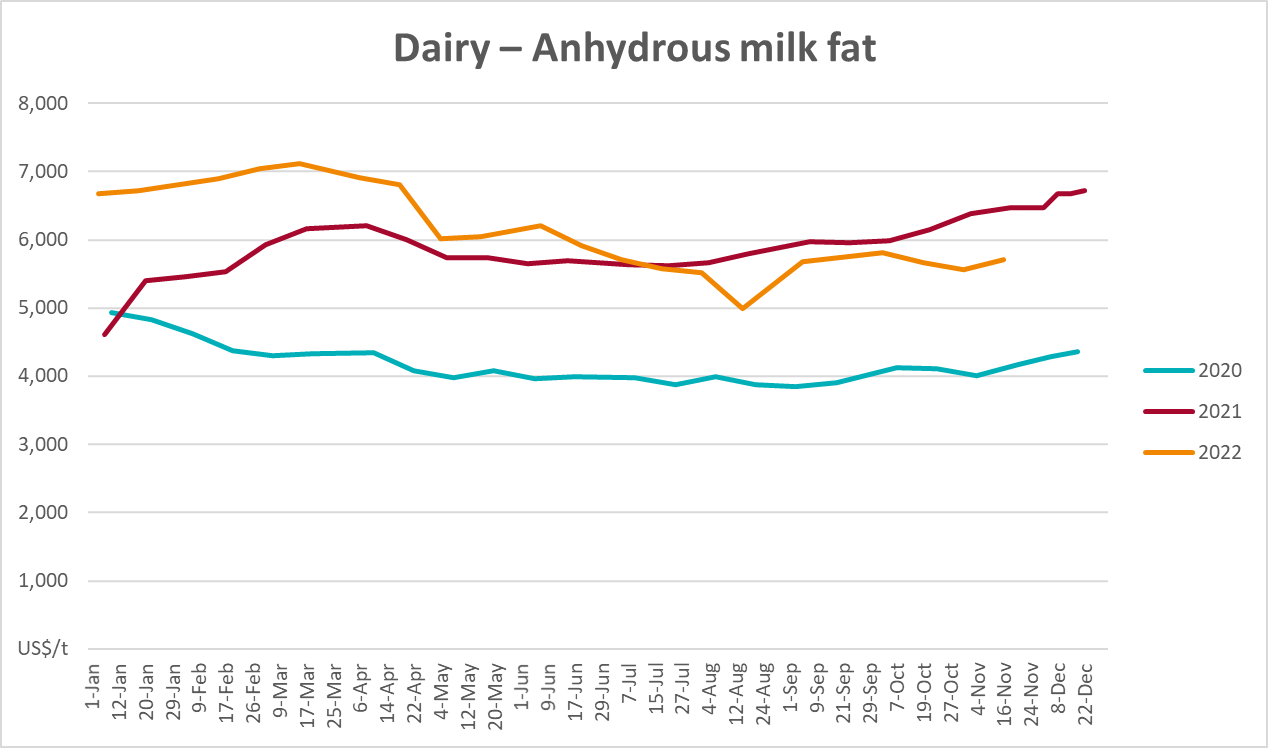 Dairy – Anhydrous milk fat
8,000
7,000
6,000
5,000
4,000
3,000
2,000
1,000
US$/t
1-Jan
12-Jan
20-Jan
29-Jan
9-Feb
17-Feb
26-Feb
9-Mar
17-Mar
25-Mar
6-Apr
14-Apr
22-Apr
4-May
12-May
20-May
1-Jun
9-Jun
17-Jun
29-Jun
7-Jul
15-Jul
27-Jul
4-Aug
12-Aug
24-Aug
1-Sep
9-Sep
21-Sep
29-Sep
7-Oct
19-Oct
27-Oct
4-Nov
16-Nov
24-Nov
8-Dec
22-Dec
2020
2021
2022